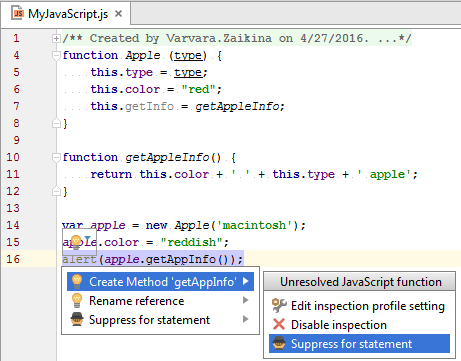 MyJavaScript.js ×
1 /** Created by Varvara.Zaikina on 4/27/2016. ...*/
4 function Apple (type) {
5 this.type = type;
6 this.color = "red";
7 this.getInfo = getAppleInfo;
8 }
9
10 function getAppleInfo() {
11 return this.color + ' ' + this.type + ' apple';
12 }
13
14 var apple = new Apple('macintosh');
15 apple.color = "reddish";
16 alert(apple.getAppInfo());
Create Method 'getAppInfo'
Rename reference
Suppress for statement
Unresolved JavaScript function
Edit inspection profile setting
Disable inspection
Suppress for statement